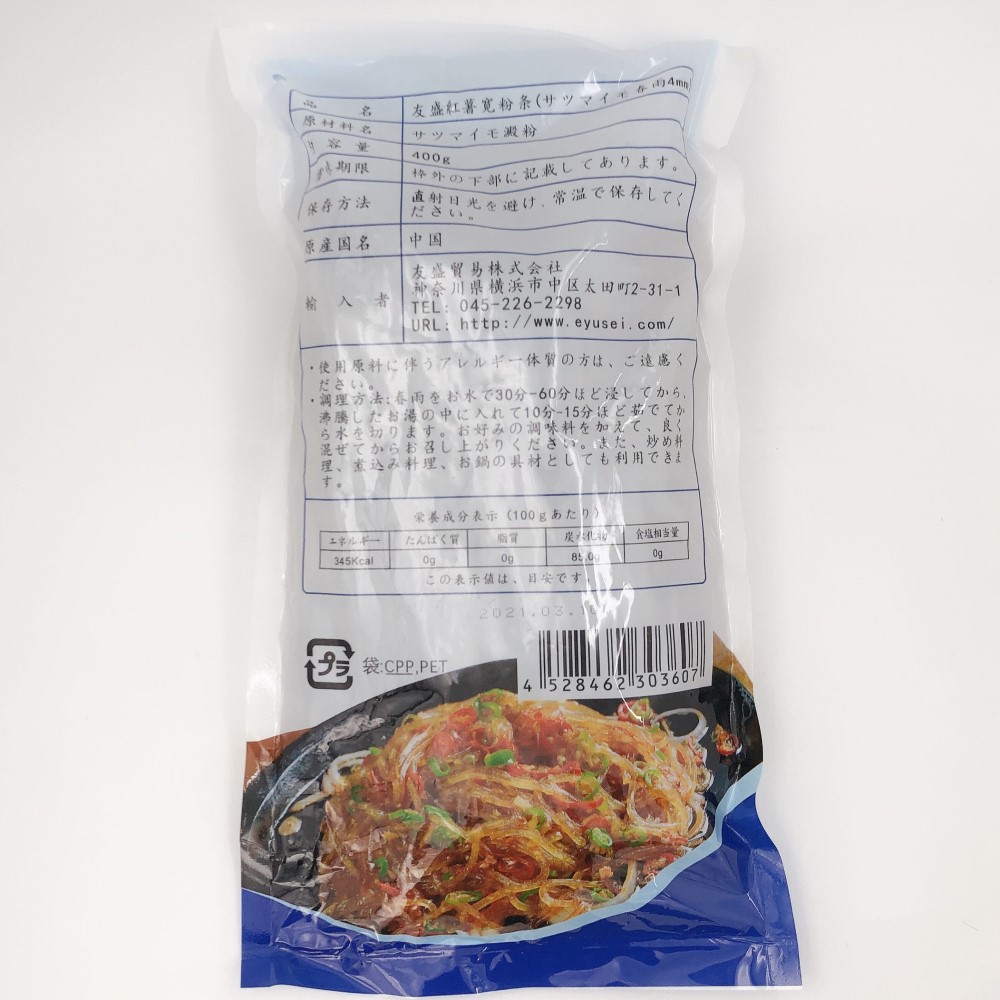 品 名 友盛紅薯寛粉条(サツマイモ春雨4mm
原材料名 サツマイモ澱粉
内容量 400g
期限 枠外の下部に記載してあります。
保存方法 直射日光を避け、常温で保存してく
ださい。
原産国名 中国
輸入者 友盛貿易株式会社
神奈川県横浜市中区太田町2-31-1
TEL: 045-226-2298
URL: http://www.eyusei.com/
・使用原料に伴うアレルギー体質の方は、ご遠慮く
ださい。
・調理方法:春雨をお水で30分-60分ほど浸してから、
沸騰したお湯の中に入れて10分-15分ほど茹でてか
ら水を切ります。お好みの調味料を加えて、良く
混ぜてからお召し上がりください。また、炒め料
理、煮込み料理、お鍋の具材としても利用できま
す。
栄養成分表示(100gあたり)
エネルギー たんぱく質 脂質 炭水化物 食塩相当量
345Kcal 0g 0g 85.0g 0g
この表示値は、目安です。
2021.03.
プラ 袋:CPP,PET
4 528462 303607